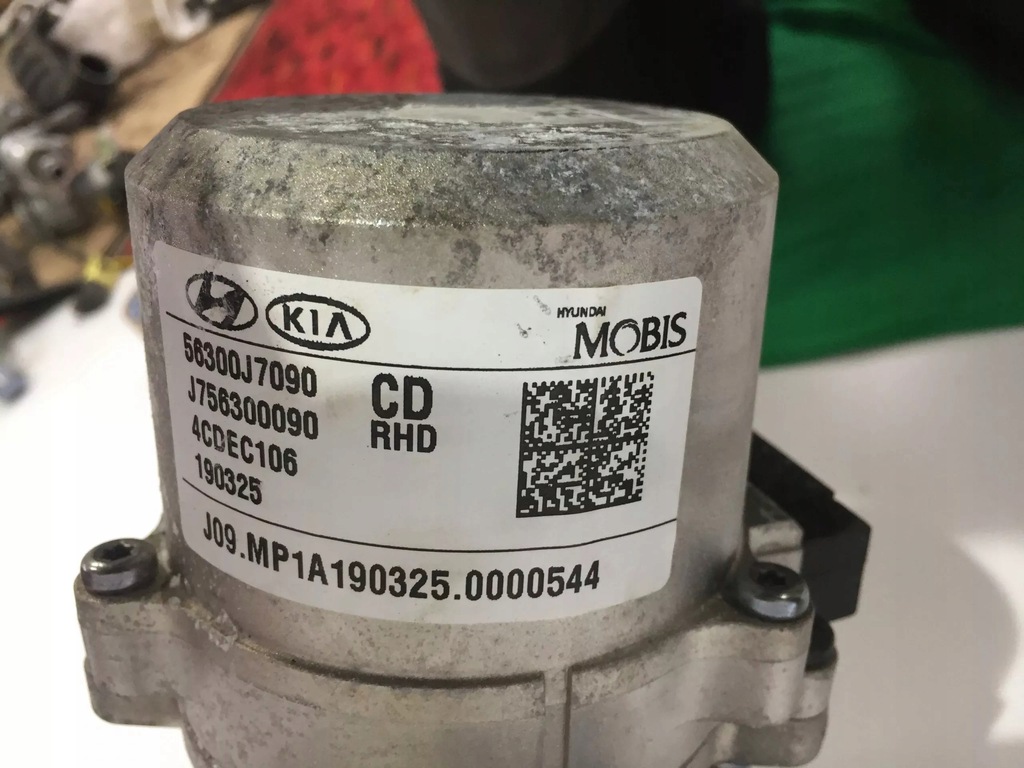 KIA
HYUNDAI
MOBIS
56300J7090
J756300090
4CDEC106
190325
CD
RHD
J09.MP1A190325.0000544